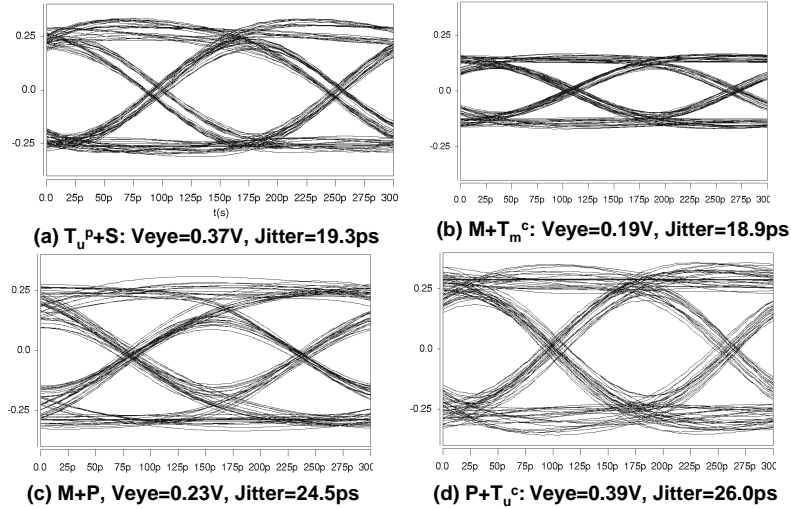 0.25
0.0
-0.25
0.0 25p 50p 75p 100p 125p 150p 175p 200p 225p 250p 275p 300
t(s)
(a) Tᵤᵖ+S: Veye=0.37V, Jitter=19.3ps
0.25
0.0
-0.25
0.0 25p 50p 75p 100p 125p 150p 175p 200p 225p 250p 275p 300
(b) M+Tₘᶜ: Veye=0.19V, Jitter=18.9ps
0.25
0.0
-0.25
0.0 25p 50p 75p 100p 125p 150p 175p 200p 225p 250p 275p 300
(c) M+P, Veye=0.23V, Jitter=24.5ps
0.25
0.0
-0.25
0.0 25p 50p 75p 100p 125p 150p 175p 200p 225p 250p 275p 300
(d) P+Tᵤᶜ: Veye=0.39V, Jitter=26.0ps